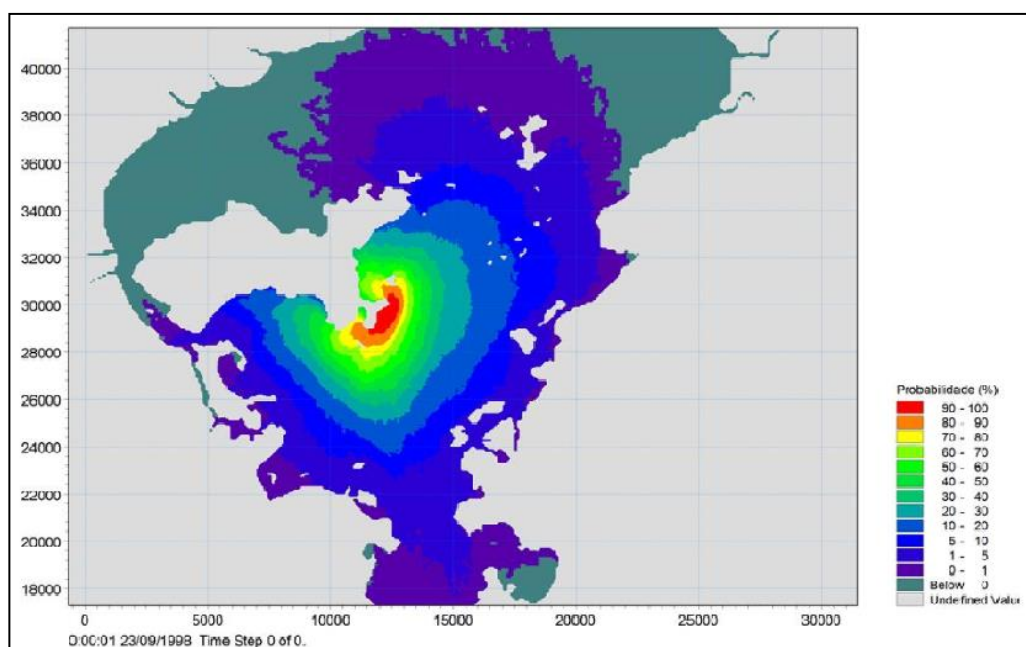 40000
38000
36000
34000
32000
30000
28000
26000
24000
22000
20000
18000
0 5000 10000 15000 20000 25000 30000
0:00:01 23/09/1998 Time Step 0 of 0.
Probabilidade (%)
90 - 100
80 - 90
70 - 80
60 - 70
50 - 60
40 - 50
30 - 40
20 - 30
10 - 20
5 - 10
1 - 5
0 - 1
Below 0
Undefined Value